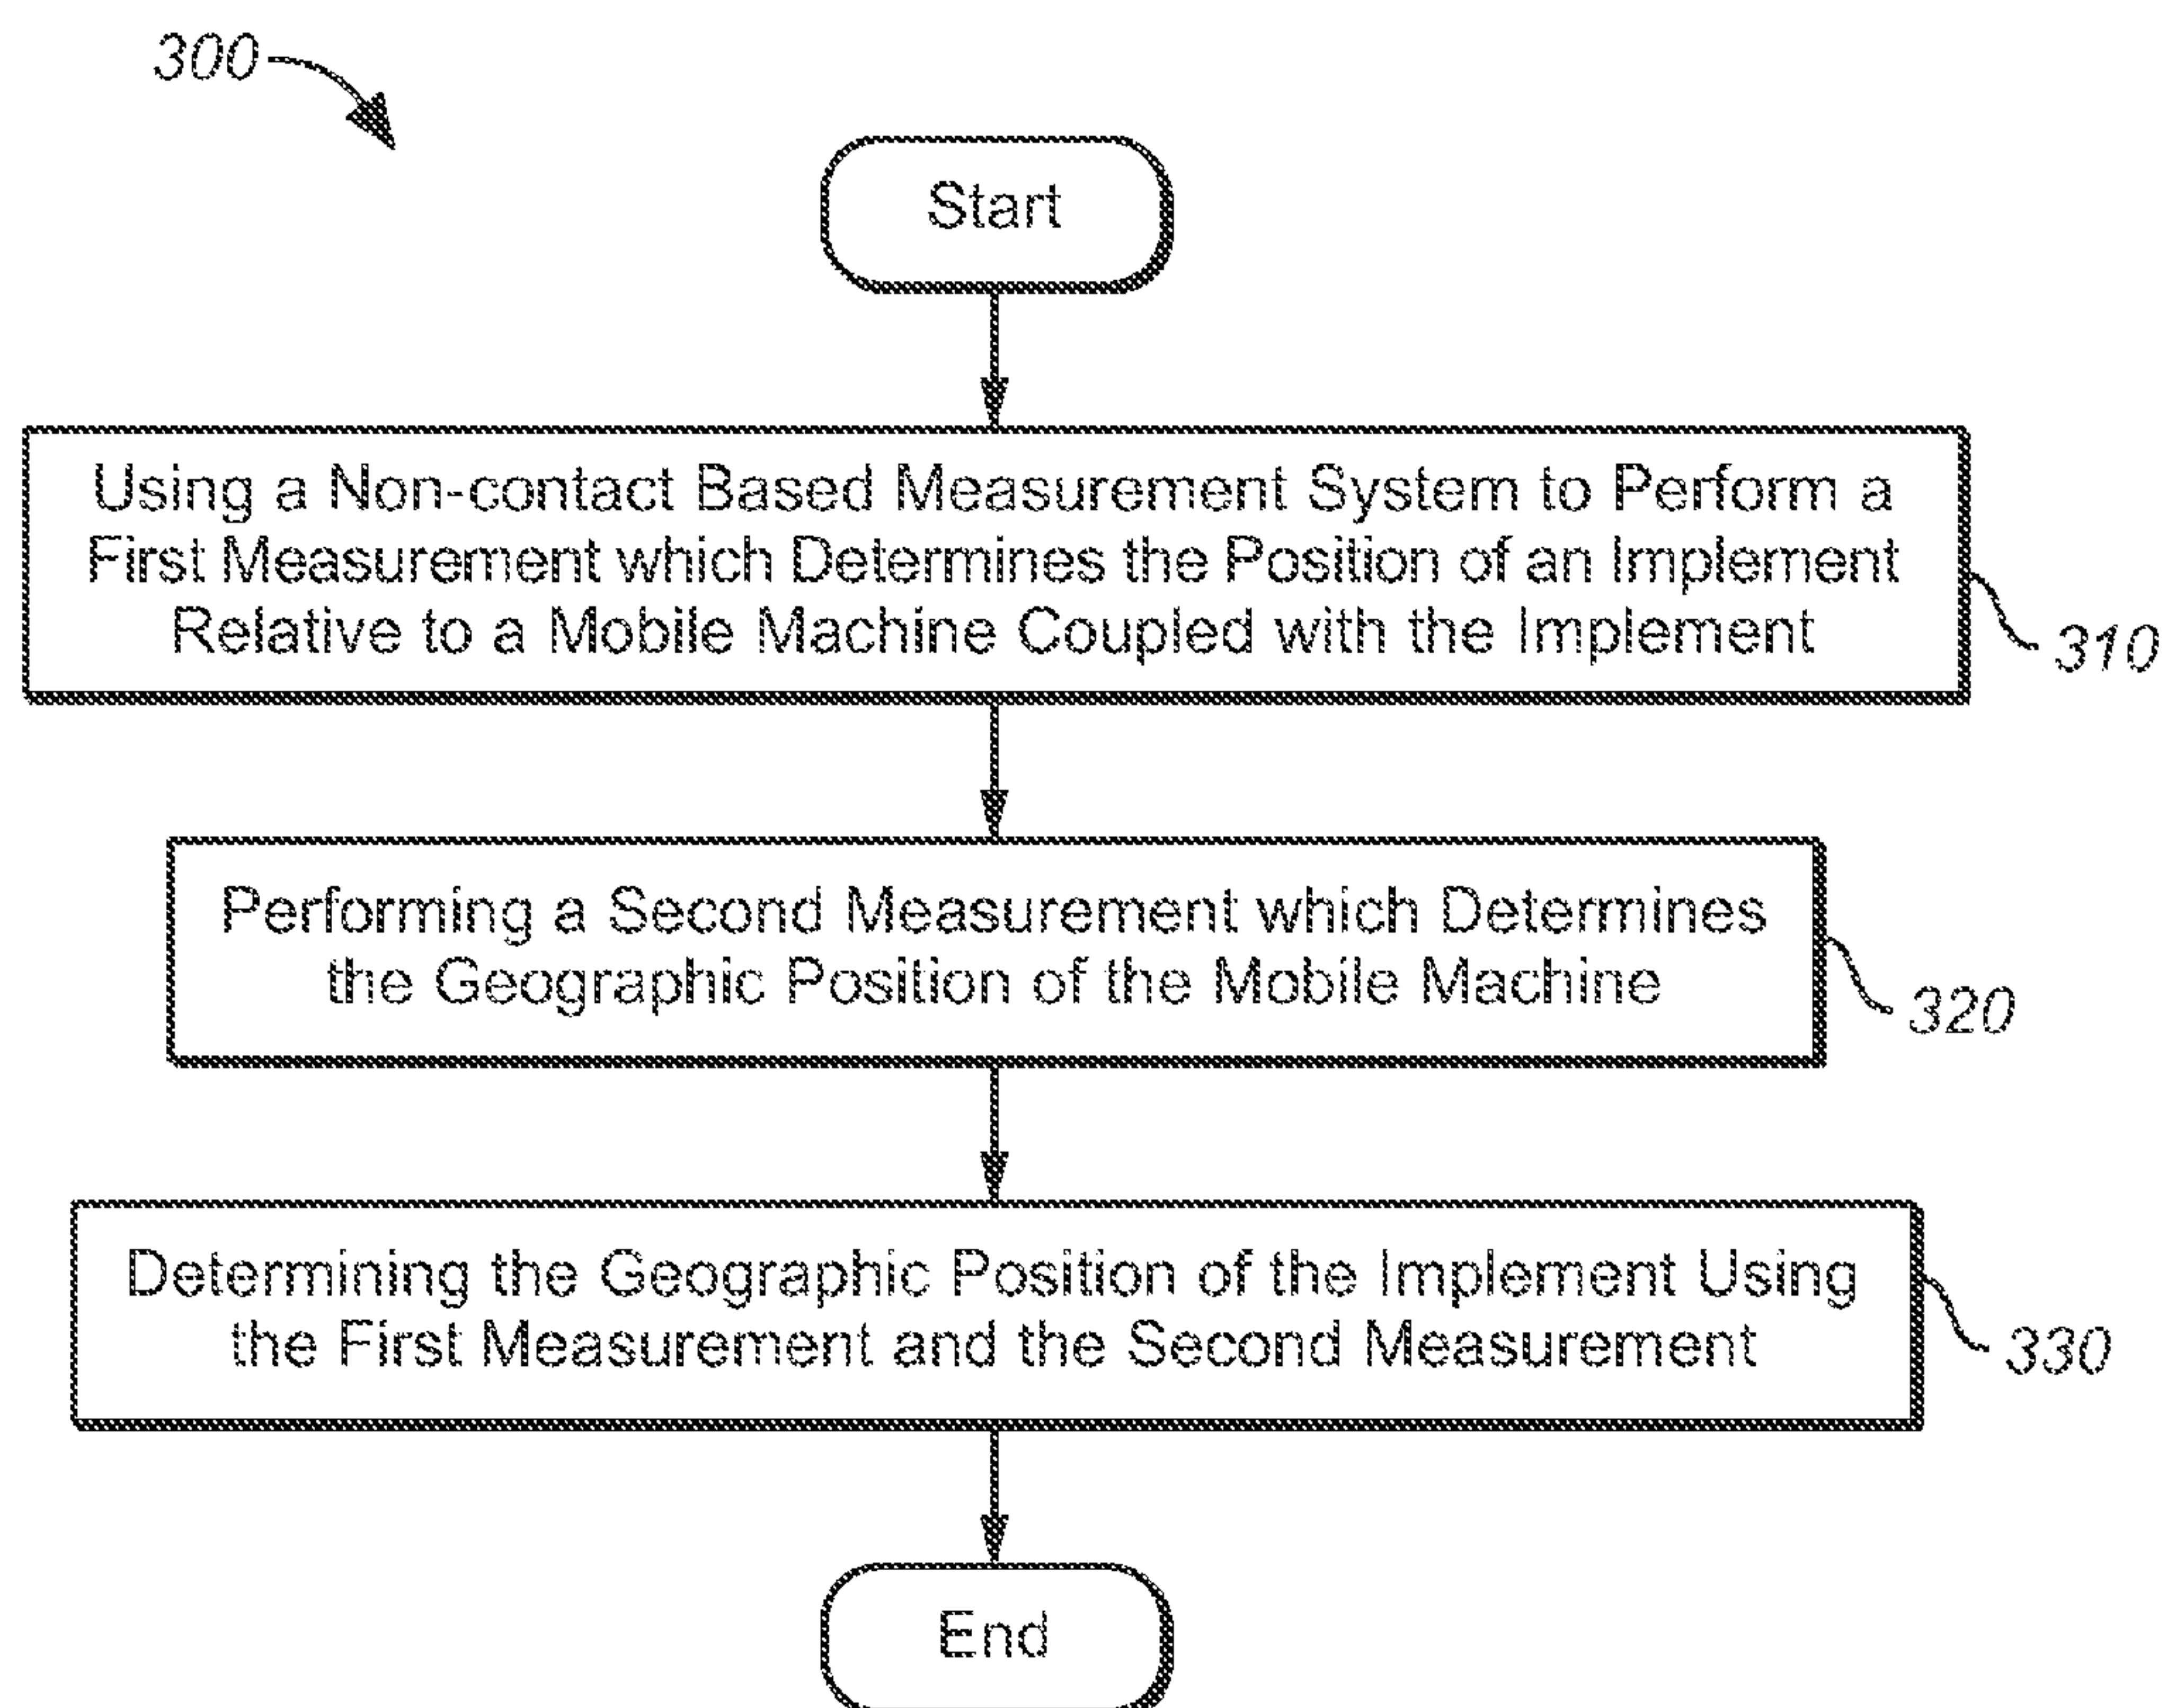 300
Start
Using a Non-contact Based Measurement System to Perform a
First Measurement which Determines the Position of an Implement
Relative to a Mobile Machine Coupled with the Implement
310
Performing a Second Measurement which Determines
the Geographic Position of the Mobile Machine
320
Determining the Geographic Position of the Implement Using
the First Measurement and the Second Measurement
330
End